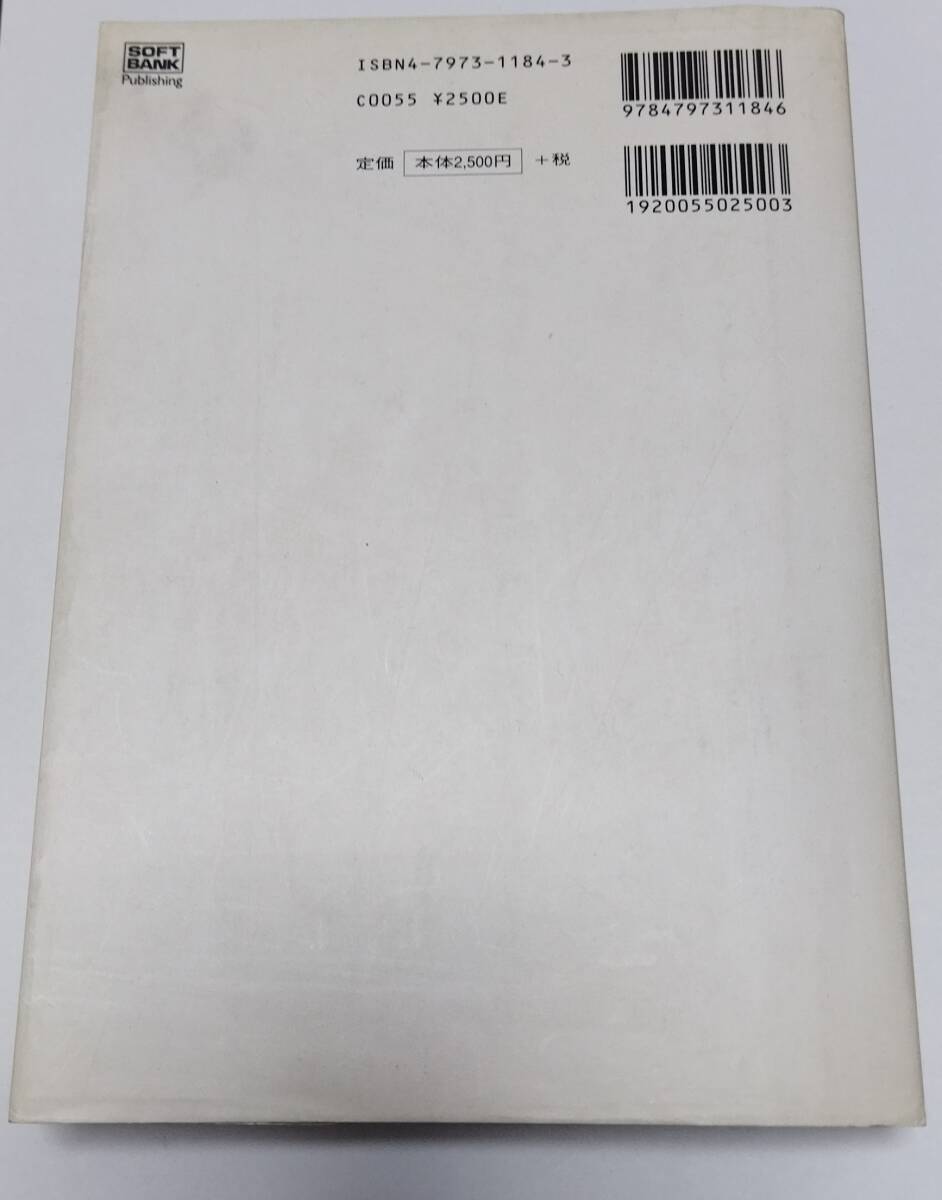 SOFT
BANK
Publishing
ISBN4-7973-1184-3
C0055 ¥2500E
定価 本体2,500円 +税
9784797311846
1920055025003